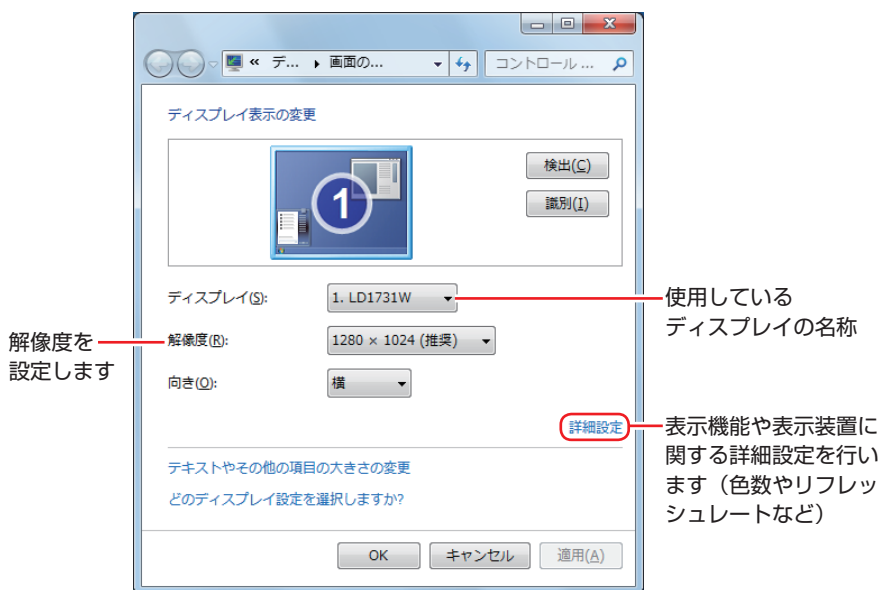 « デ... ▸ 画面の...
コントロール ...
ディスプレイ表示の変更
1
検出(C)
識別(I)
ディスプレイ(S):
1. LD1731W
使用している
ディスプレイの名称
解像度を
設定します
解像度(R):
1280 × 1024 (推奨)
向き(O):
横
詳細設定
表示機能や表示装置に
関する詳細設定を行い
ます（色数やリフレッ
シュレートなど）
テキストやその他の項目の大きさの変更
どのディスプレイ設定を選択しますか?
OK
キャンセル
適用(A)